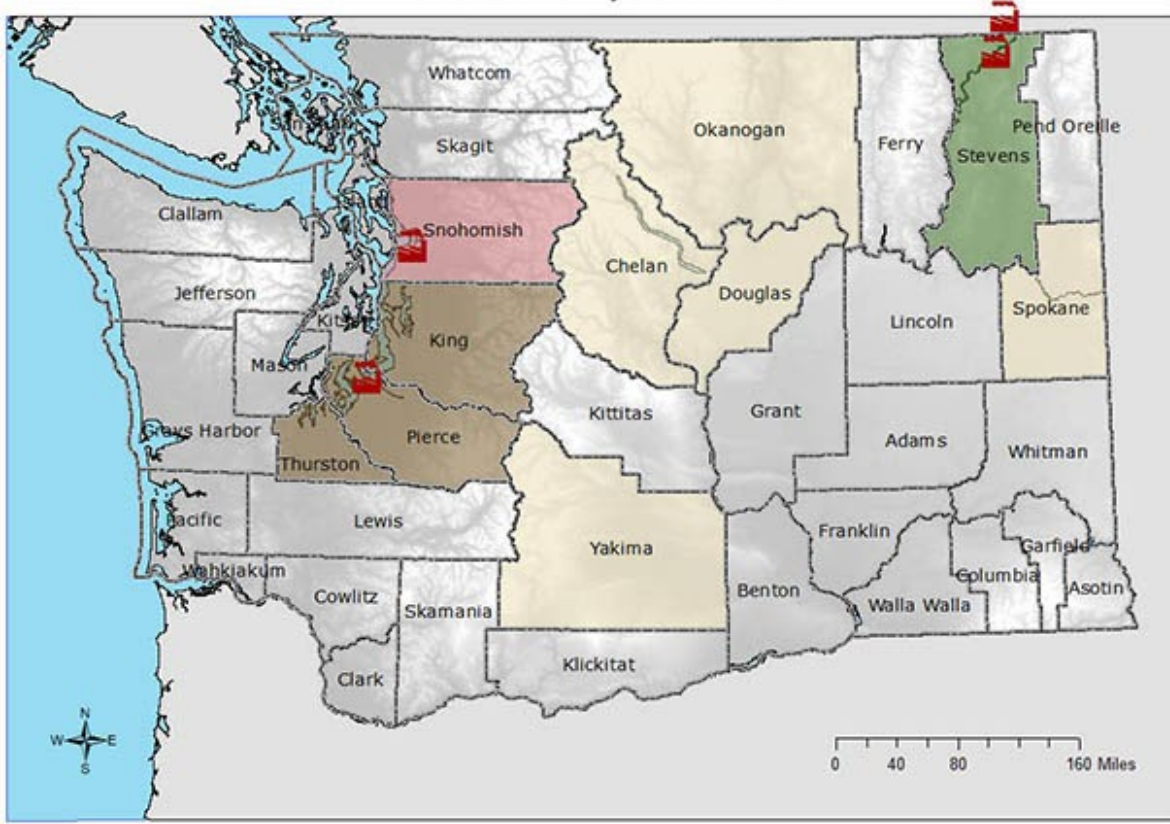 Whatcom
Okanogan
Pend Oreille
Skagit
Ferry
Stevens
Clallam
Snohomish
Chelan
Jefferson
Douglas
Spokane
Lincoln
King
Mason
Kittitas
Grant
Grays Harbor
Pierce
Adams
Whitman
Thurston
Lewis
Franklin
Yakima
Garfield
Wahkiakum
Columbia
Cowlitz
Skamania
Benton
Walla Walla
Asotin
Klickitat
Clark
N
W E
S
0 40 80 160 Miles